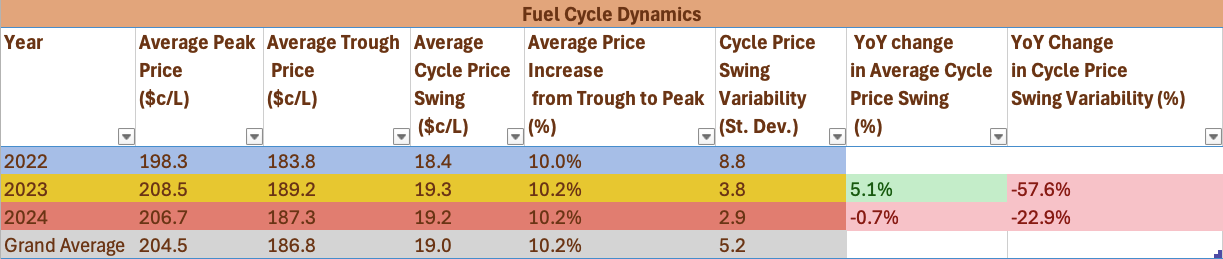 Fuel Cycle Dynamics
Year
Average Peak
Price
($c/L)
Average Trough
Price
($c/L)
Average
Cycle Price
Swing
($c/L)
Average Price
Increase
from Trough to Peak
(%)
Cycle Price
Swing
Variability
(St. Dev.)
YoY change
in Average Cycle
Price Swing
(%)
YoY Change
in Cycle Price
Swing Variability (%)
2022 198.3 183.8 18.4 10.0% 8.8
2023 208.5 189.2 19.3 10.2% 3.8 5.1% -57.6%
2024 206.7 187.3 19.2 10.2% 2.9 -0.7% -22.9%
Grand Average 204.5 186.8 19.0 10.2% 5.2